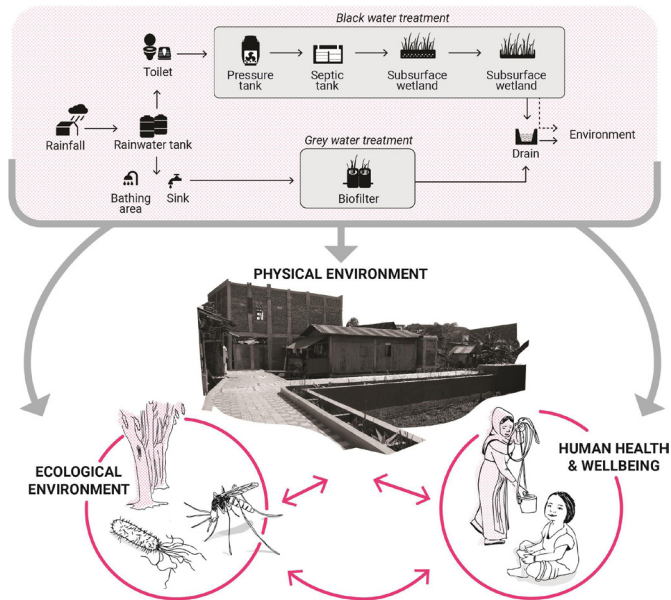 Black water treatment
Toilet
Pressure
tank
Septic
tank
Subsurface
wetland
Subsurface
wetland
Rainfall
Rainwater tank
Grey water treatment
Drain
Environment
Bathing
area
Sink
Biofilter
PHYSICAL ENVIRONMENT
ECOLOGICAL
ENVIRONMENT
HUMAN HEALTH
& WELLBEING